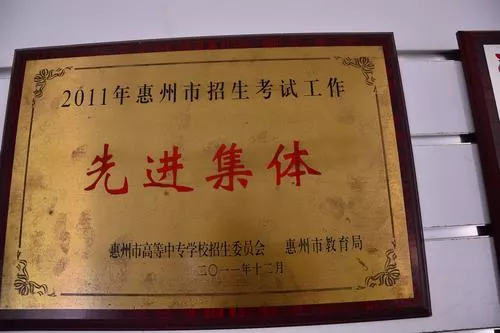 2011年惠州市招生考试工作
先进集体
惠州市高等中专学校招生委员会 惠州市教育局
二〇一一年十二月